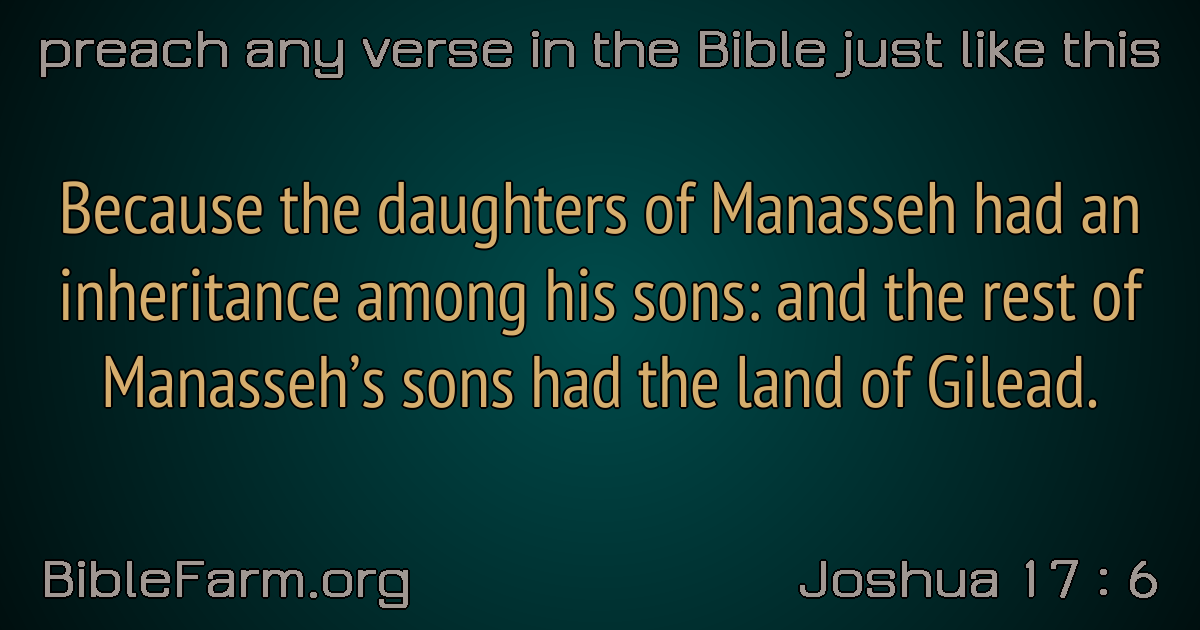 preach any verse in the Bible just like this
Because the daughters of Manasseh had an
inheritance among his sons: and the rest of
Manasseh’s sons had the land of Gilead.
BibleFarm.org
Joshua 17 : 6